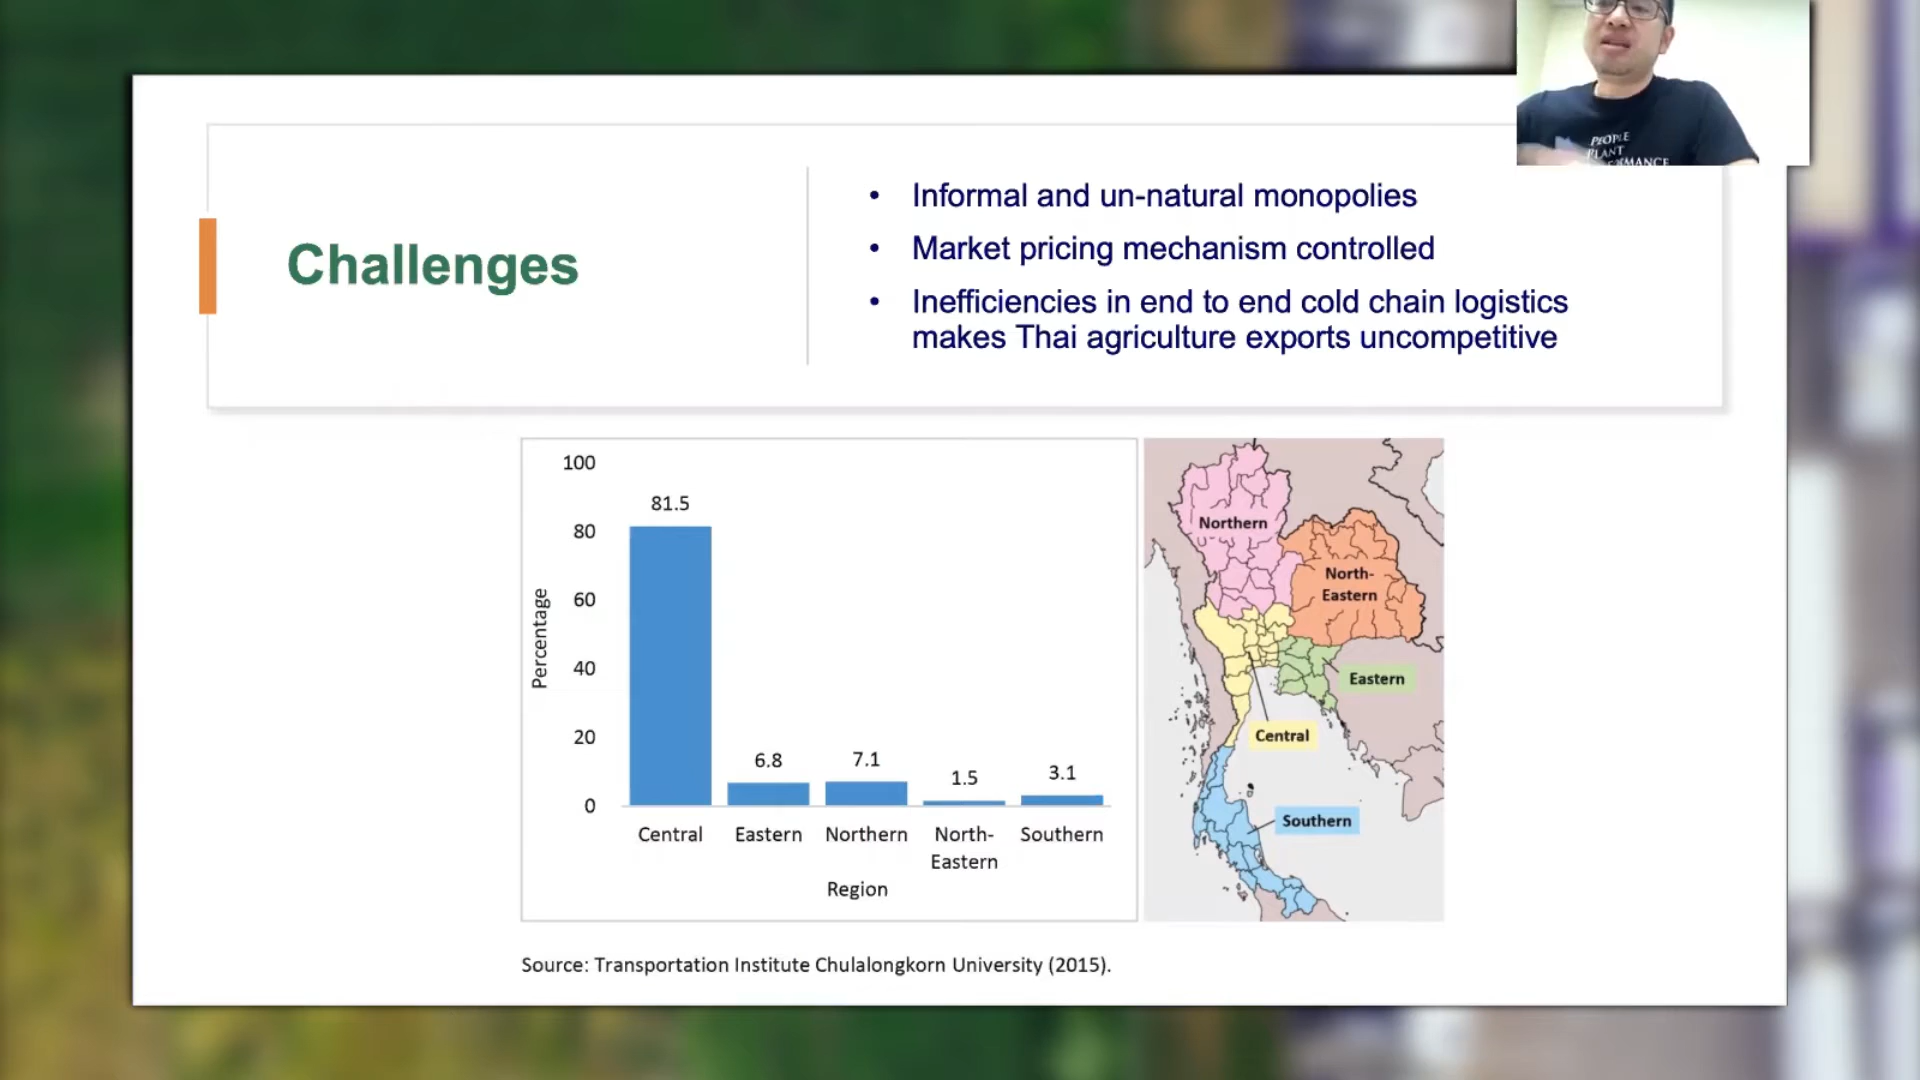 PEOPLE
PLANT
Challenges
• Informal and un-natural monopolies
• Market pricing mechanism controlled
• Inefficiencies in end to end cold chain logistics
makes Thai agriculture exports uncompetitive
100
80
60
40
20
0
Percentage
81.5
6.8
7.1
1.5
3.1
Central
Eastern
Northern
North-
Eastern
Southern
Region
Northern
North-
Eastern
Eastern
Central
Southern
Source: Transportation Institute Chulalongkorn University (2015).